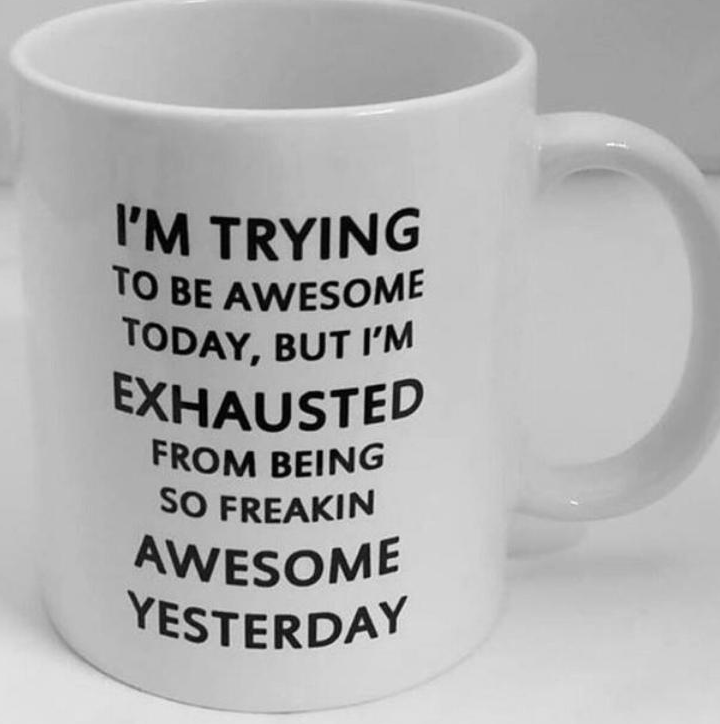 I'M TRYING
TO BE AWESOME
TODAY, BUT I'M
EXHAUSTED
FROM BEING
SO FREAKIN
AWESOME
YESTERDAY